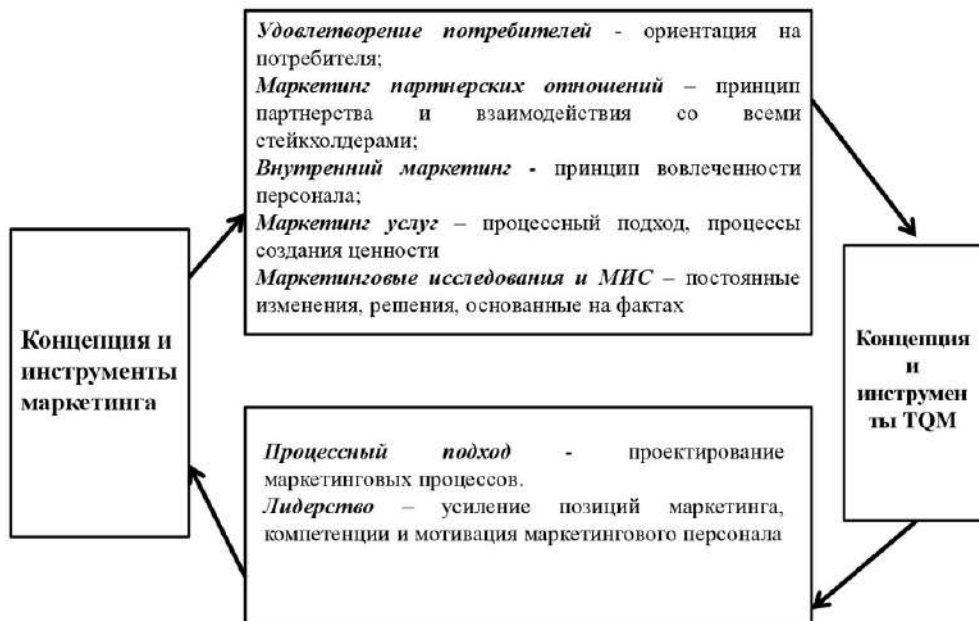 Удовлетворение потребителей - ориентация на
потребителя;
Маркетинг партнерских отношений – принцип
партнерства и взаимодействия со всеми
стейкхолдерами;
Внутренний маркетинг - принцип вовлеченности
персонала;
Маркетинг услуг – процессный подход, процессы
создания ценности
Маркетинговые исследования и МИС – постоянные
изменения, решения, основанные на фактах
Концепция и
инструменты
маркетинга
Концепция
и
инструмен
ты TQM
Процессный подход - проектирование
маркетинговых процессов.
Лидерство – усиление позиций маркетинга,
компетенции и мотивация маркетингового персонала